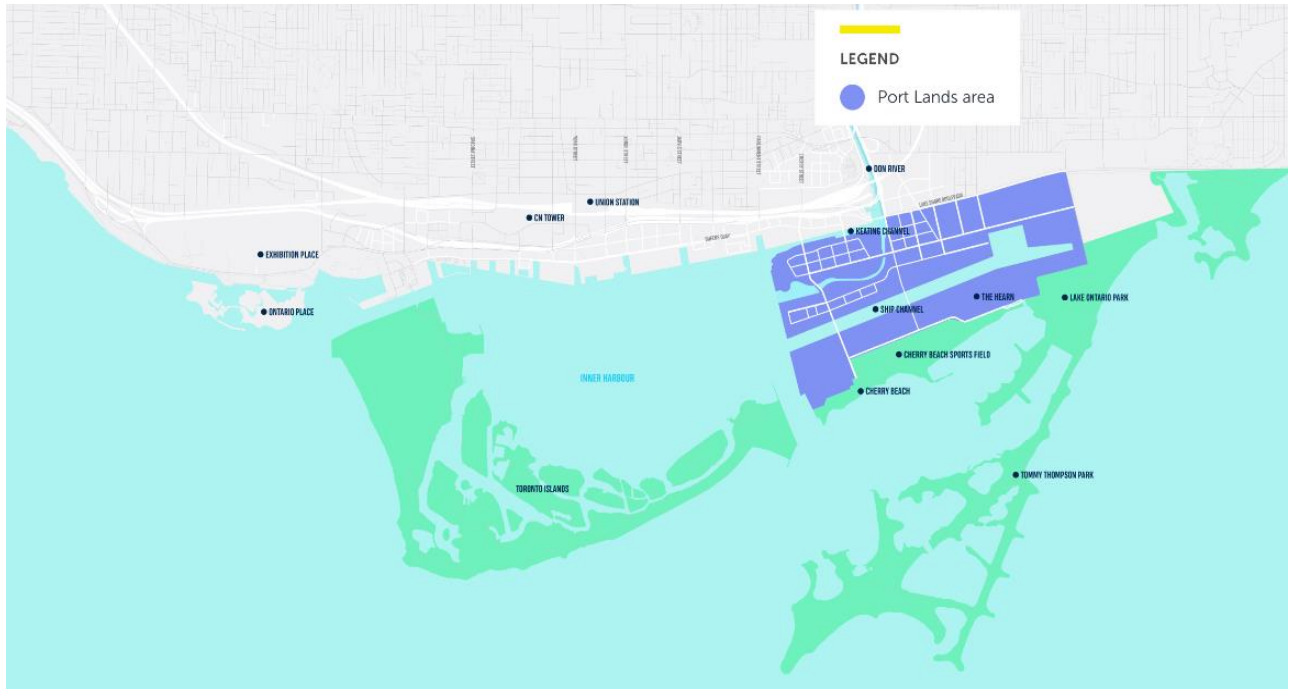 LEGEND
Port Lands area
DON RIVER
UNION STATION
CN TOWER
KEATING CHANNEL
EXHIBITION PLACE
ONTARIO PLACE
THE HEARN
LAKE ONTARIO PARK
SHIP CHANNEL
CHERRY BEACH SPORTS FIELD
INNER HARBOUR
CHERRY BEACH
TOMMY THOMPSON PARK
TORONTO ISLANDS